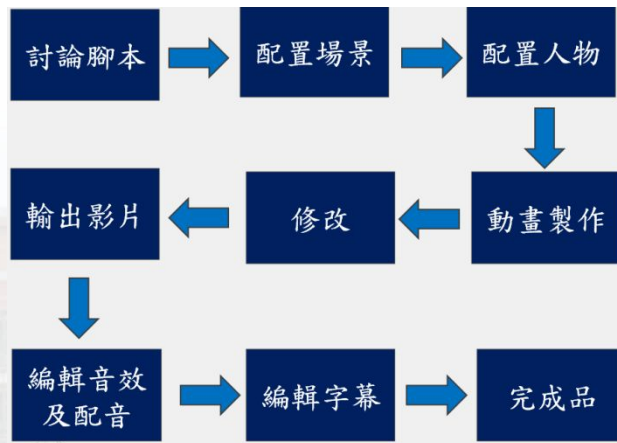 討論腳本
配置場景
配置人物
動畫製作
修改
輸出影片
編輯音效
及配音
編輯字幕
完成品